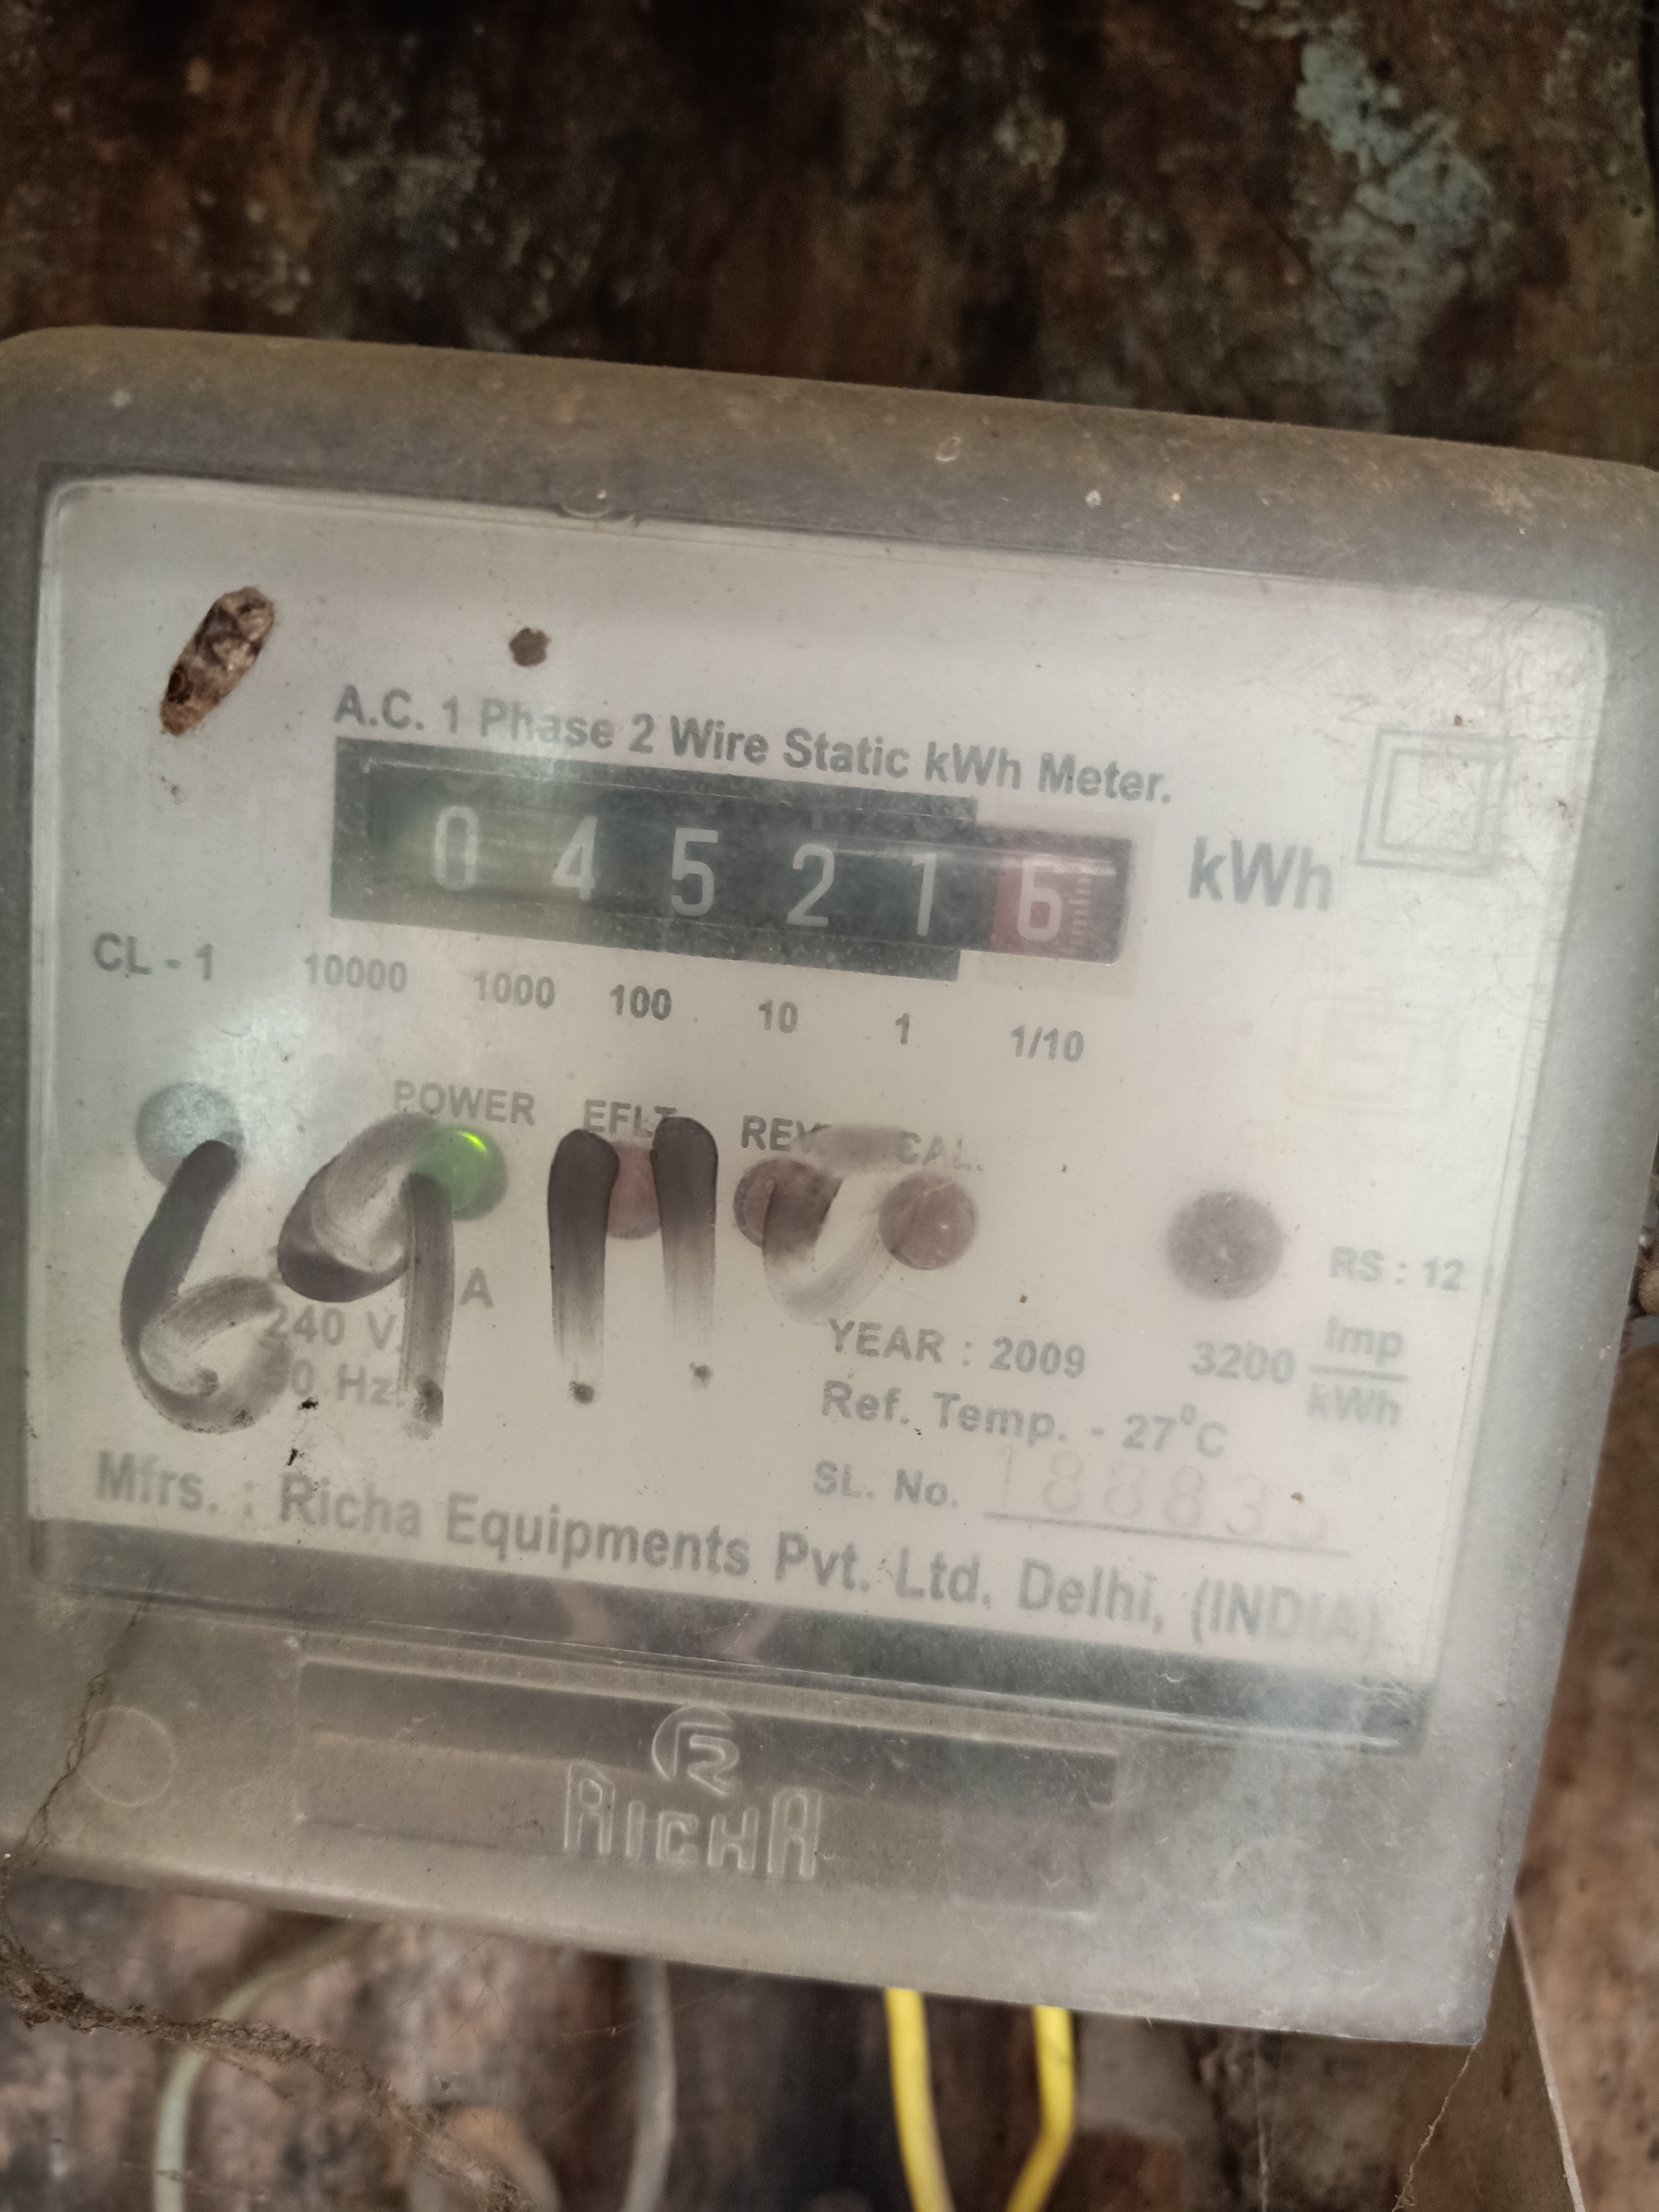 A.C. 1 Phase 2 Wire Static kWh Meter.
0 4 5 2 1 6 kWh
CL - 1 10000 1000 100 10 1 1/10
POWER EFLT REV. CAL.
A
RS : 12
240 V
YEAR : 2009 3200 Imp/kWh
50 Hz
Ref. Temp. - 27°C
SL. No.
Mfrs. : Richa Equipments Pvt. Ltd. Delhi, (INDIA)
RICHA